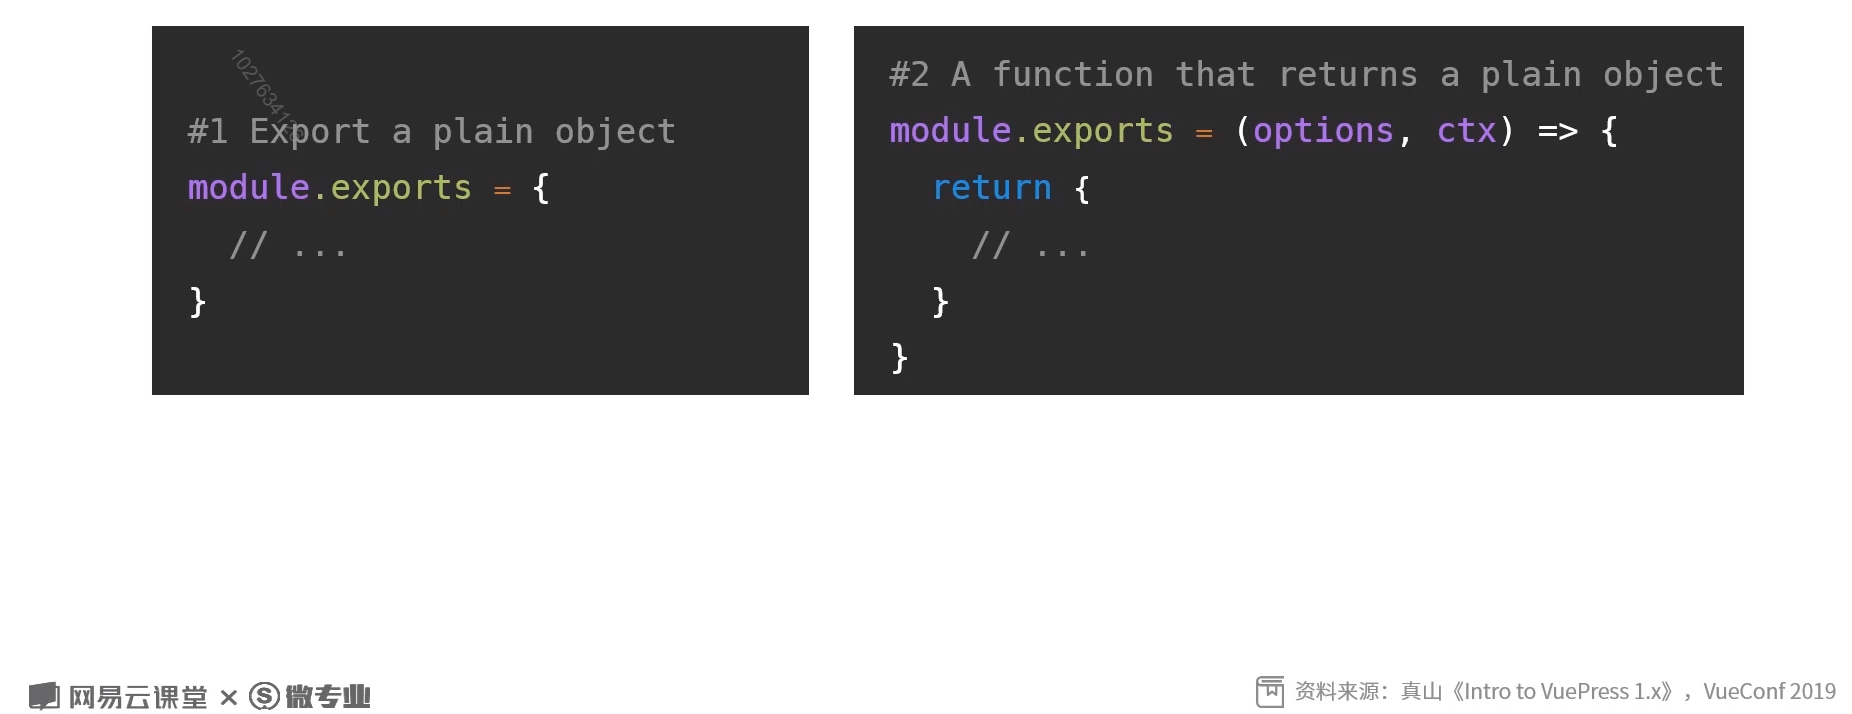 #1 Export a plain object
module.exports = {
  // ...
}
#2 A function that returns a plain object
module.exports = (options, ctx) => {
  return {
    // ...
  }
}
网易云课堂 × 微专业
资料来源：真山《Intro to VuePress 1.x》，VueConf 2019